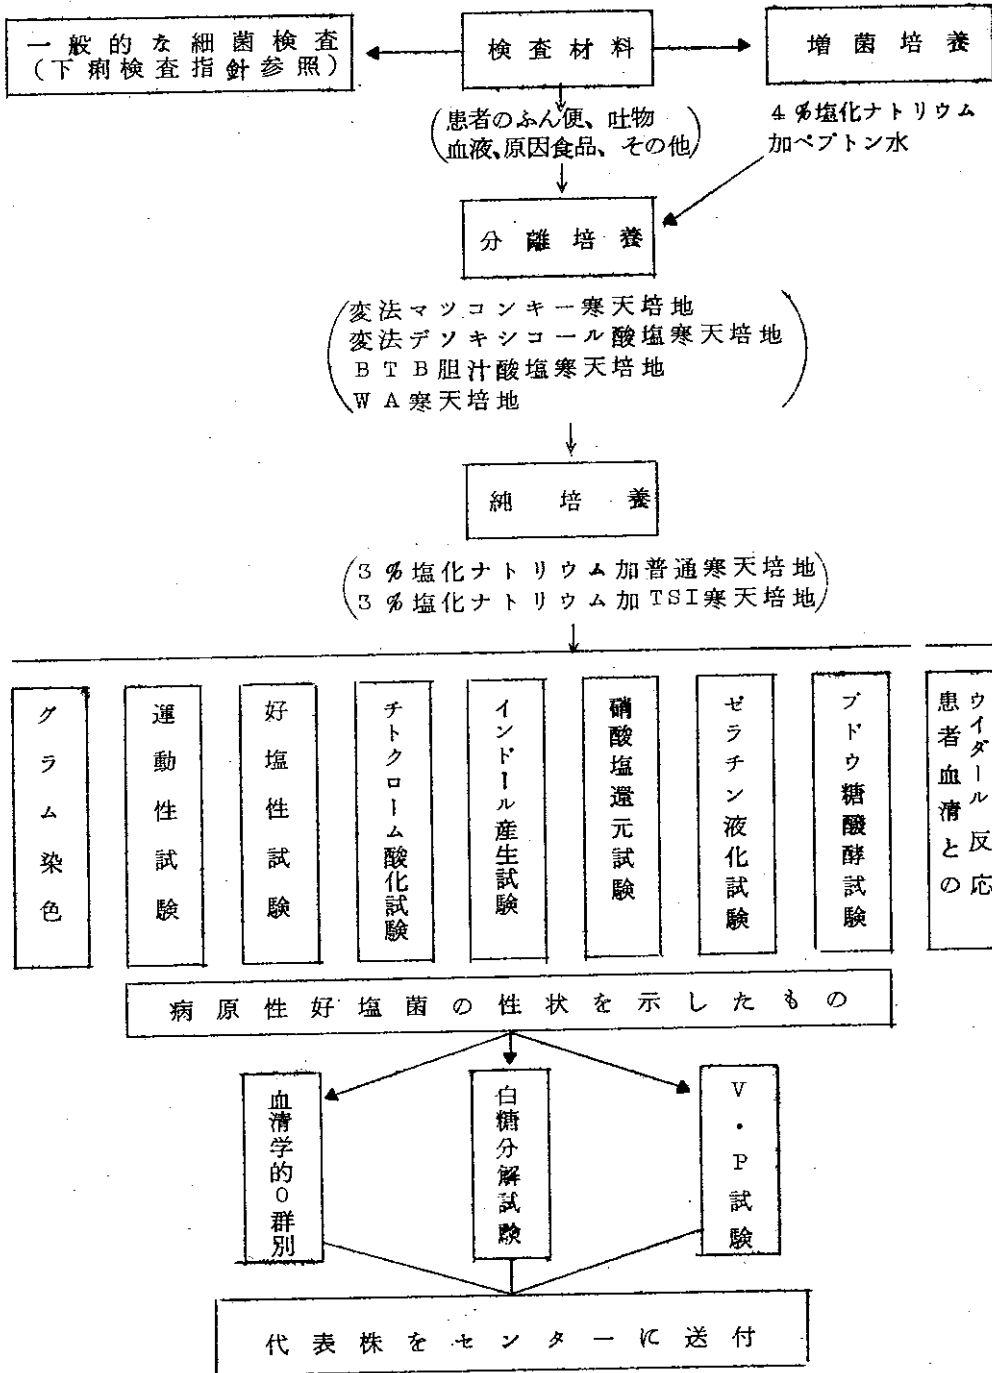 一般的な細菌検査
(下痢検査指針参照)
検査材料
増菌培養
(患者のふん便、吐物
血液、原因食品、その他)
4%塩化ナトリウム
加ペプトン水
分離培養
(変法マツコンキー寒天培地
変法デソキシコール酸塩寒天培地
BTB胆汁酸塩寒天培地
WA寒天培地)
純培養
(3%塩化ナトリウム加普通寒天培地
3%塩化ナトリウム加TSI寒天培地)
グラム染色
運動性試験
好塩性試験
チトクローム酸化試験
インドール産生試験
硝酸塩還元試験
ゼラチン液化試験
ブドウ糖醗酵試験
ウイダール反応
患者血清との
病原性好塩菌の性状を示したもの
血清学的O群別
白糖分解試験
V・P試験
代表株をセンターに送付